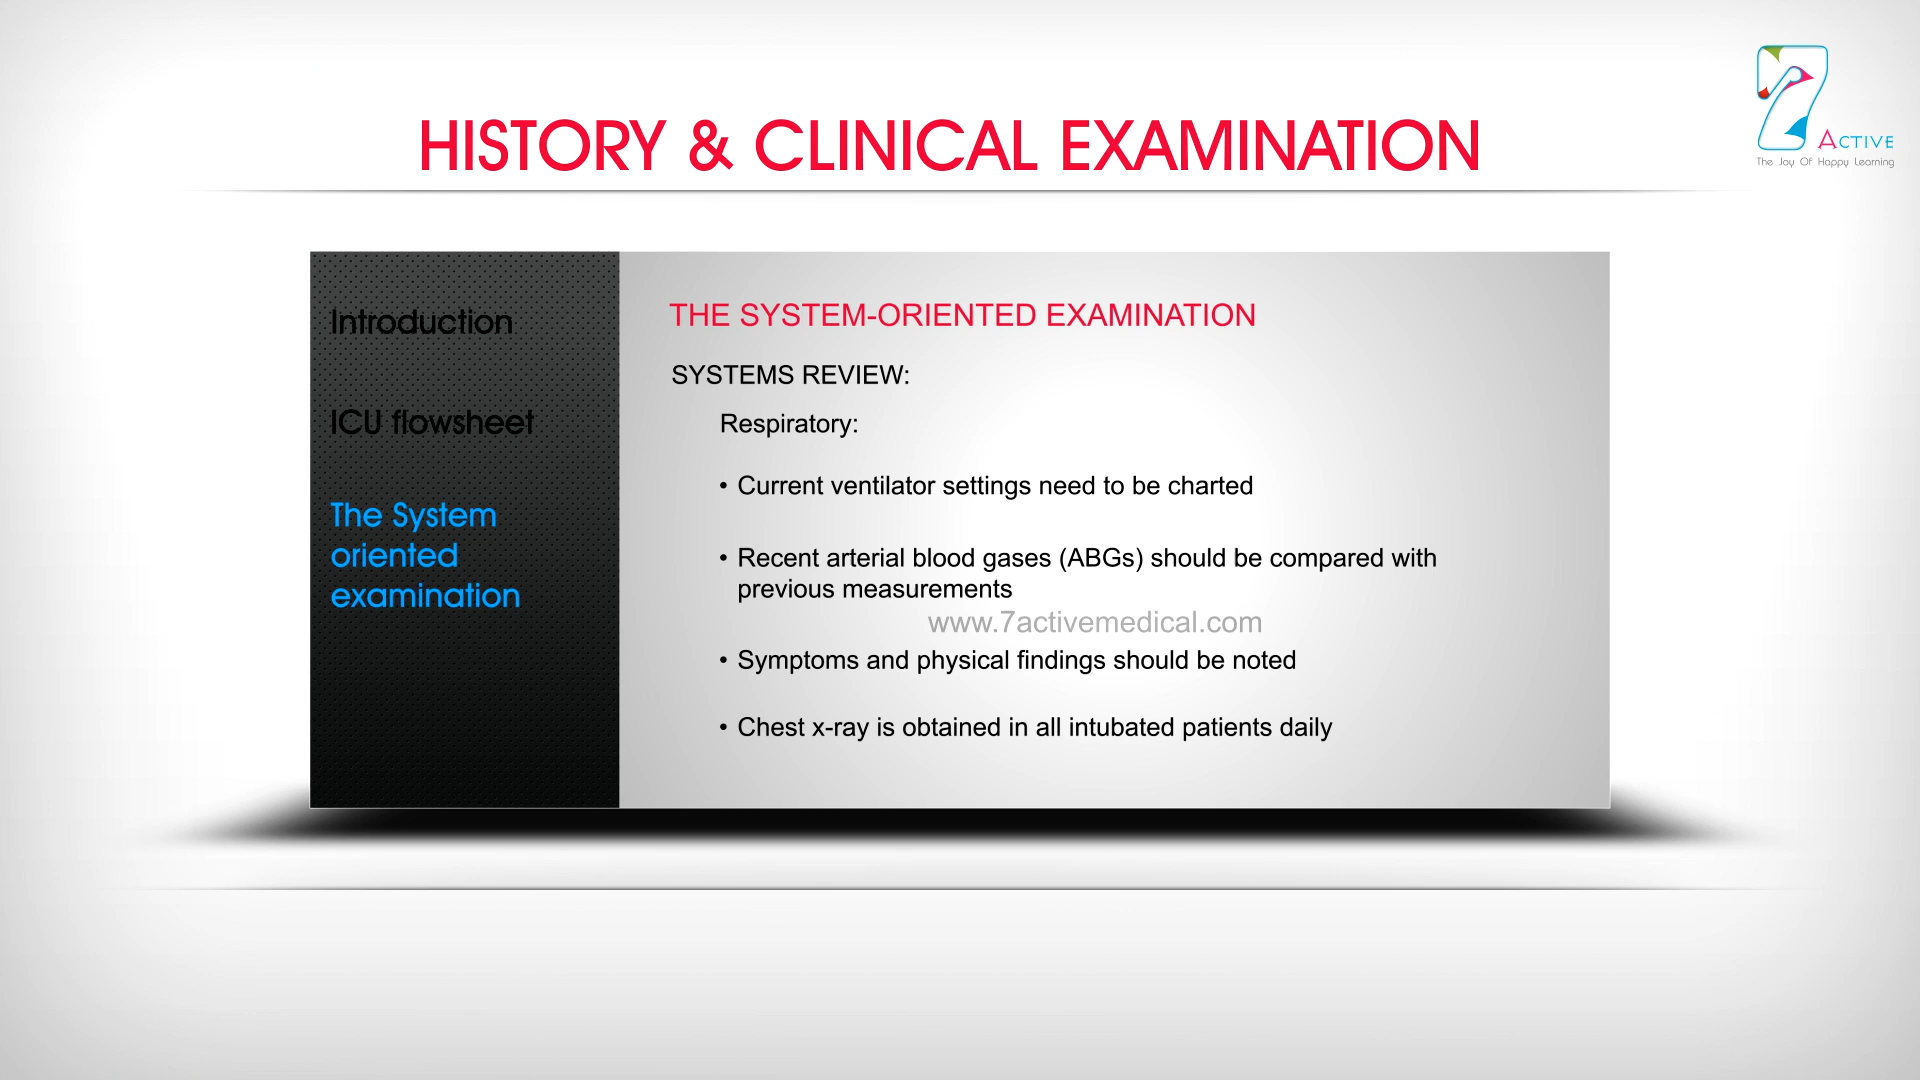 HISTORY & CLINICAL EXAMINATION
7 ACTIVE
The Joy Of Happy Learning
Introduction
ICU flowsheet
The System
oriented
examination
THE SYSTEM-ORIENTED EXAMINATION
SYSTEMS REVIEW:
Respiratory:
• Current ventilator settings need to be charted
• Recent arterial blood gases (ABGs) should be compared with
previous measurements
www.7activemedical.com
• Symptoms and physical findings should be noted
• Chest x-ray is obtained in all intubated patients daily